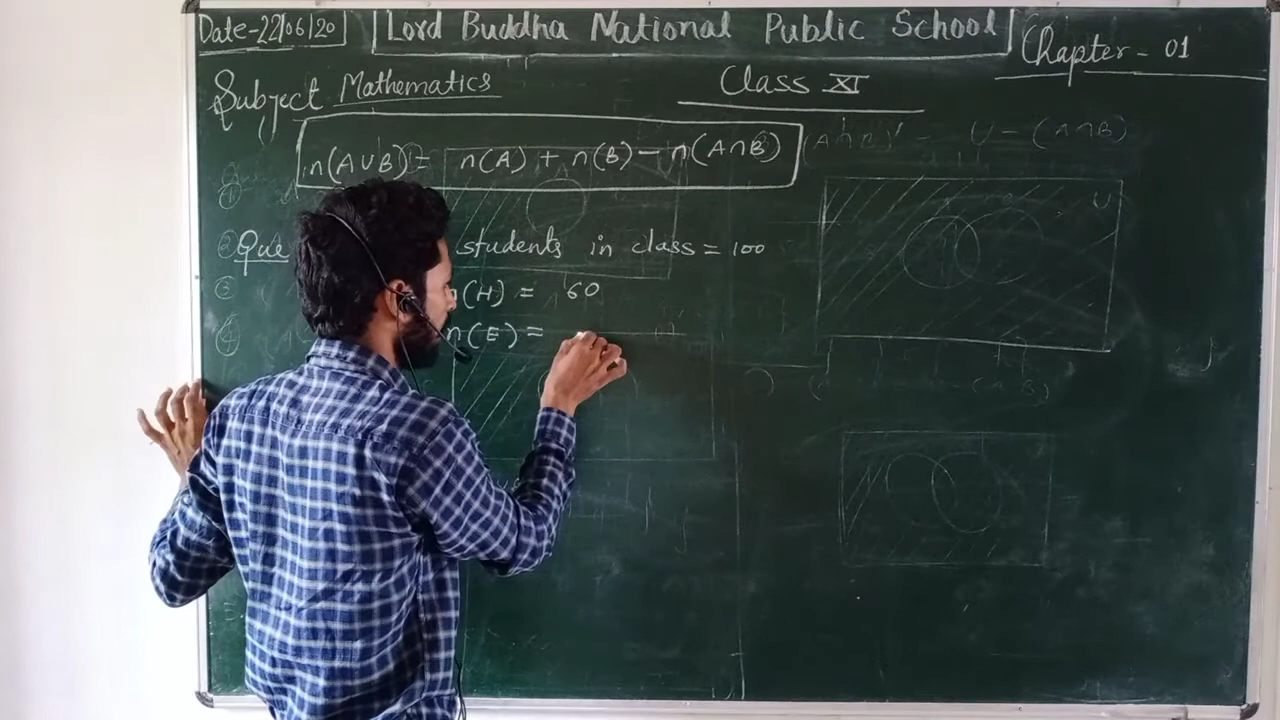 Date-22/06/20
Lord Buddha National Public School
Chapter - 01
Subject Mathematics
Class XI
n(A∪B) = n(A) + n(B) - n(A∩B)
U - (A∩B)
U
Que students in class = 100
n(H) = 60
n(E) =